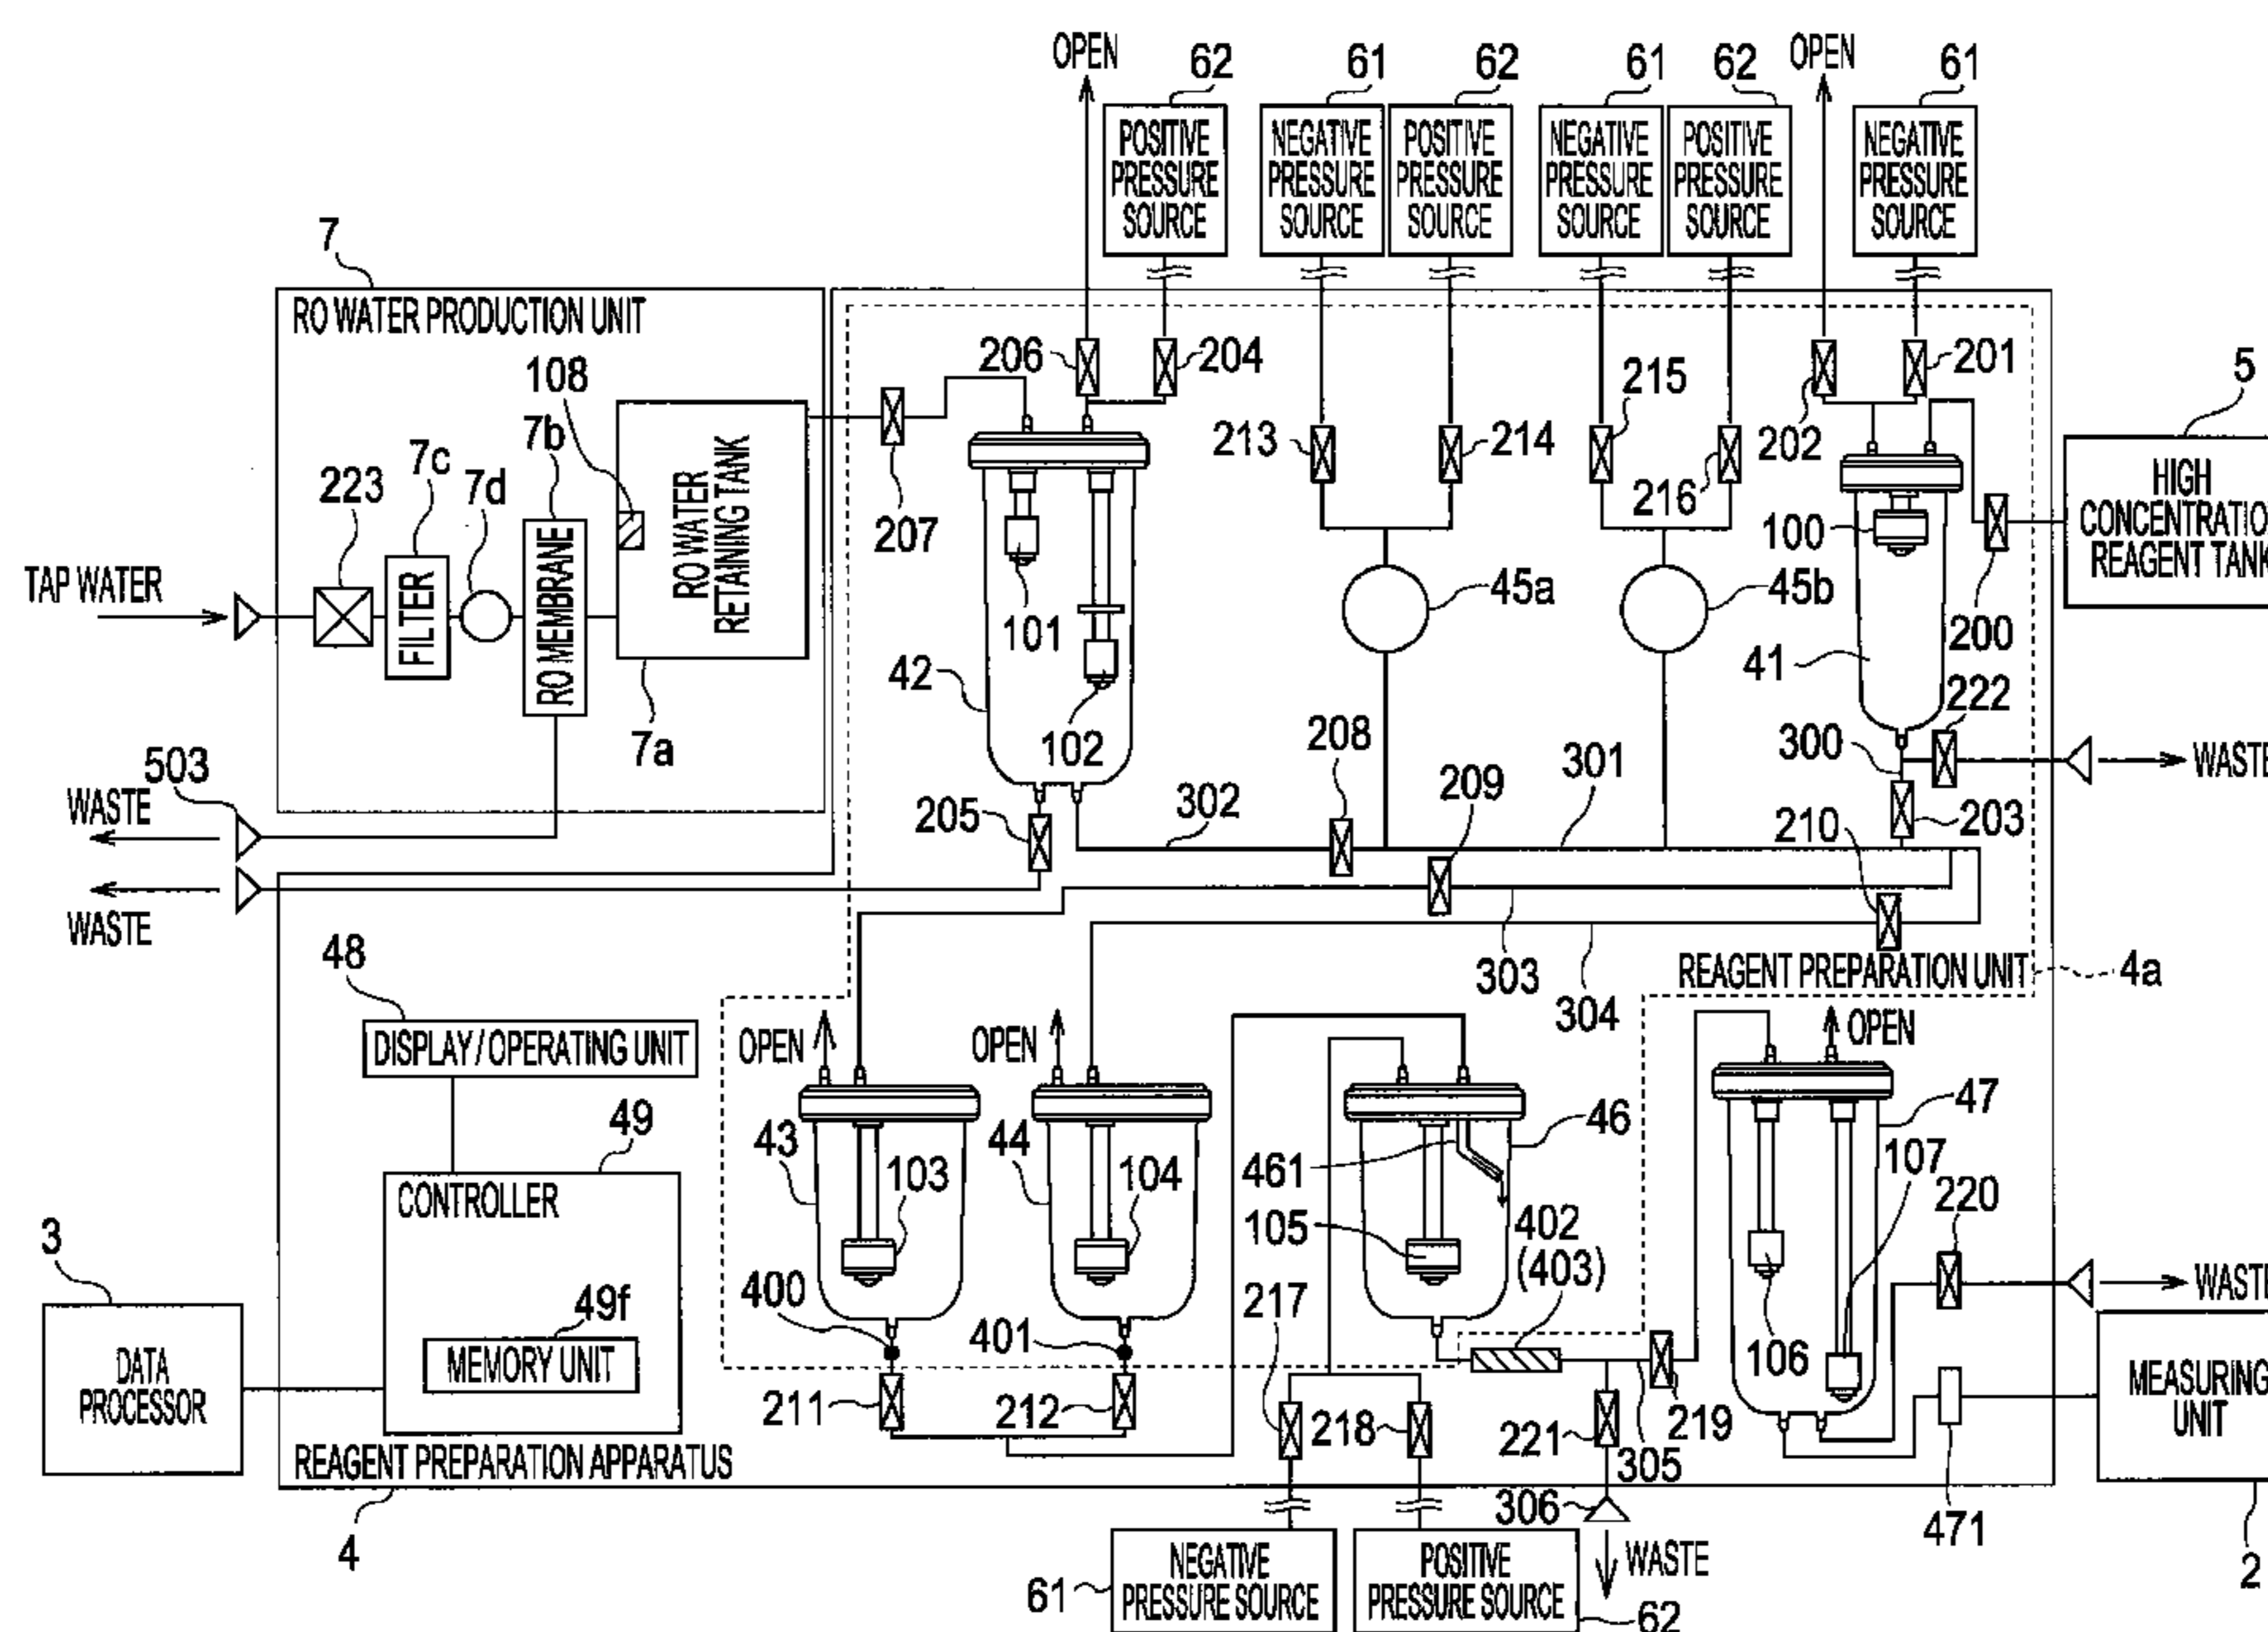 OPEN
62
61
62
61
62
OPEN
61
POSITIVE
PRESSURE
SOURCE
NEGATIVE
PRESSURE
SOURCE
POSITIVE
PRESSURE
SOURCE
NEGATIVE
PRESSURE
SOURCE
POSITIVE
PRESSURE
SOURCE
NEGATIVE
PRESSURE
SOURCE
7
RO WATER PRODUCTION UNIT
108
7b
7c
7d
223
TAP WATER
FILTER
RO MEMBRANE
RO WATER
RETAINING TANK
7a
503
WASTE
WASTE
206
204
207
101
102
42
205
213
214
215
216
45a
45b
202
201
100
41
200
5
HIGH
CONCENTRATIO
REAGENT TANK
222
300
WASTE
203
208
302
209
301
210
303
304
REAGENT PREPARATION UNIT
4a
48
DISPLAY/OPERATING UNIT
49
CONTROLLER
49f
MEMORY UNIT
3
DATA
PROCESSOR
REAGENT PREPARATION APPARATUS
4
OPEN
OPEN
OPEN
43
103
44
104
46
461
105
402
(403)
47
107
106
220
WASTE
400
401
211
212
217
218
221
305
219
306
WASTE
471
MEASURING
UNIT
2
61
NEGATIVE
PRESSURE SOURCE
POSITIVE
PRESSURE SOURCE
62